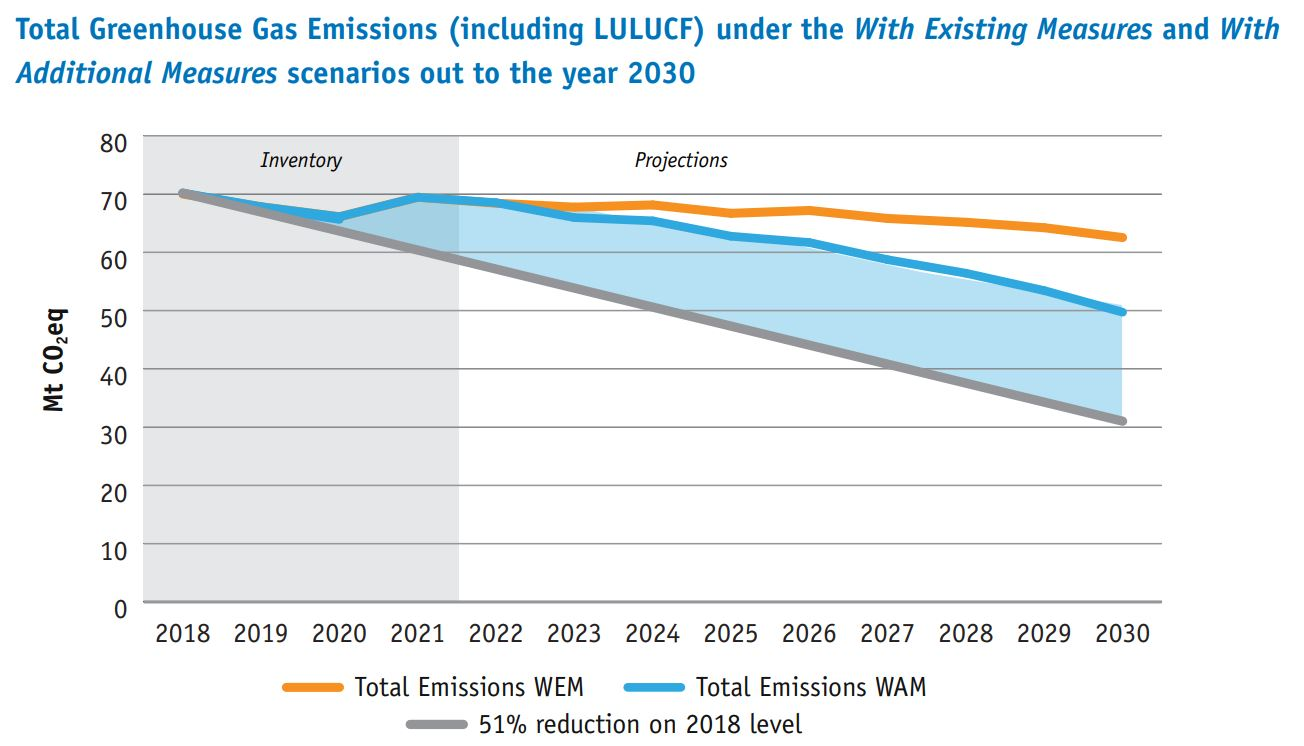 Total Greenhouse Gas Emissions (including LULUCF) under the With Existing Measures and With
Additional Measures scenarios out to the year 2030
80
Inventory
Projections
70
60
50
40
30
20
10
0
Mt CO₂eq
2018 2019 2020 2021 2022 2023 2024 2025 2026 2027 2028 2029 2030
Total Emissions WEM
Total Emissions WAM
51% reduction on 2018 level